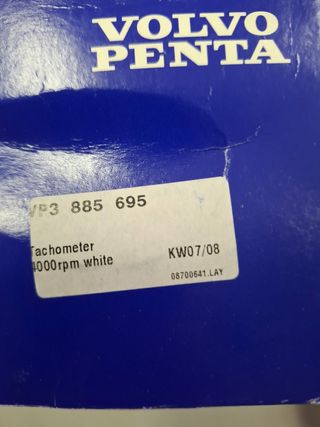 VOLVO
PENTA
VP3 885 695
Tachometer
4000rpm white KW07/08
08700641.LAY